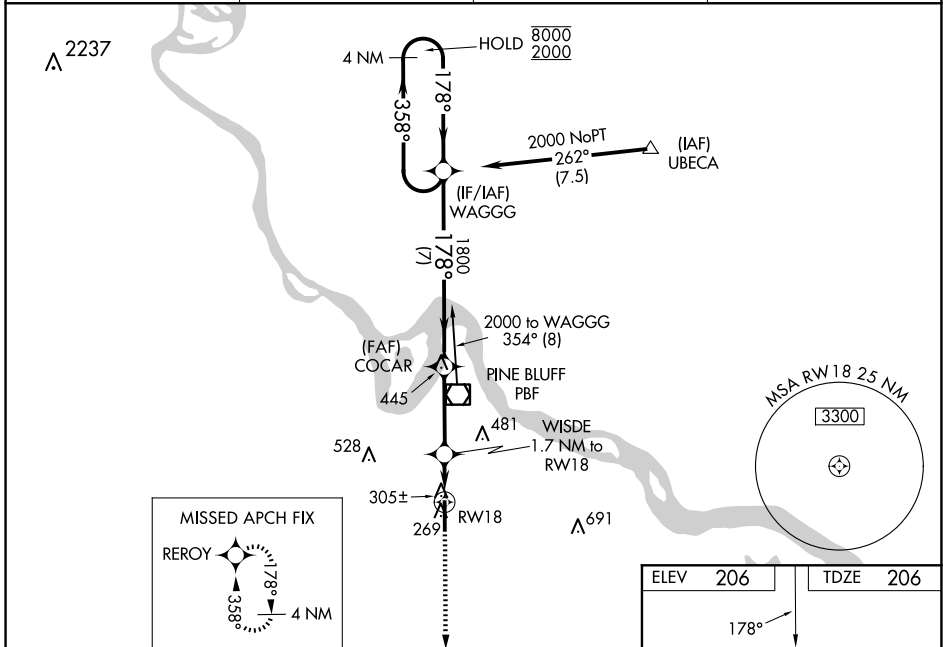 2237
4 NM
HOLD 8000
2000
178°
358°
2000 NoPT
262°
(7.5)
(IAF)
UBECA
(IF/IAF)
WAGGG
1800
178°
(7)
2000 to WAGGG
354° (8)
(FAF)
COCAR
445
PINE BLUFF
PBF
481
WISDE
1.7 NM to
RW18
528
305±
269
RW18
691
MSA RW18 25 NM
3300
MISSED APCH FIX
REROY
178°
358°
4 NM
ELEV 206
TDZE 206
178°